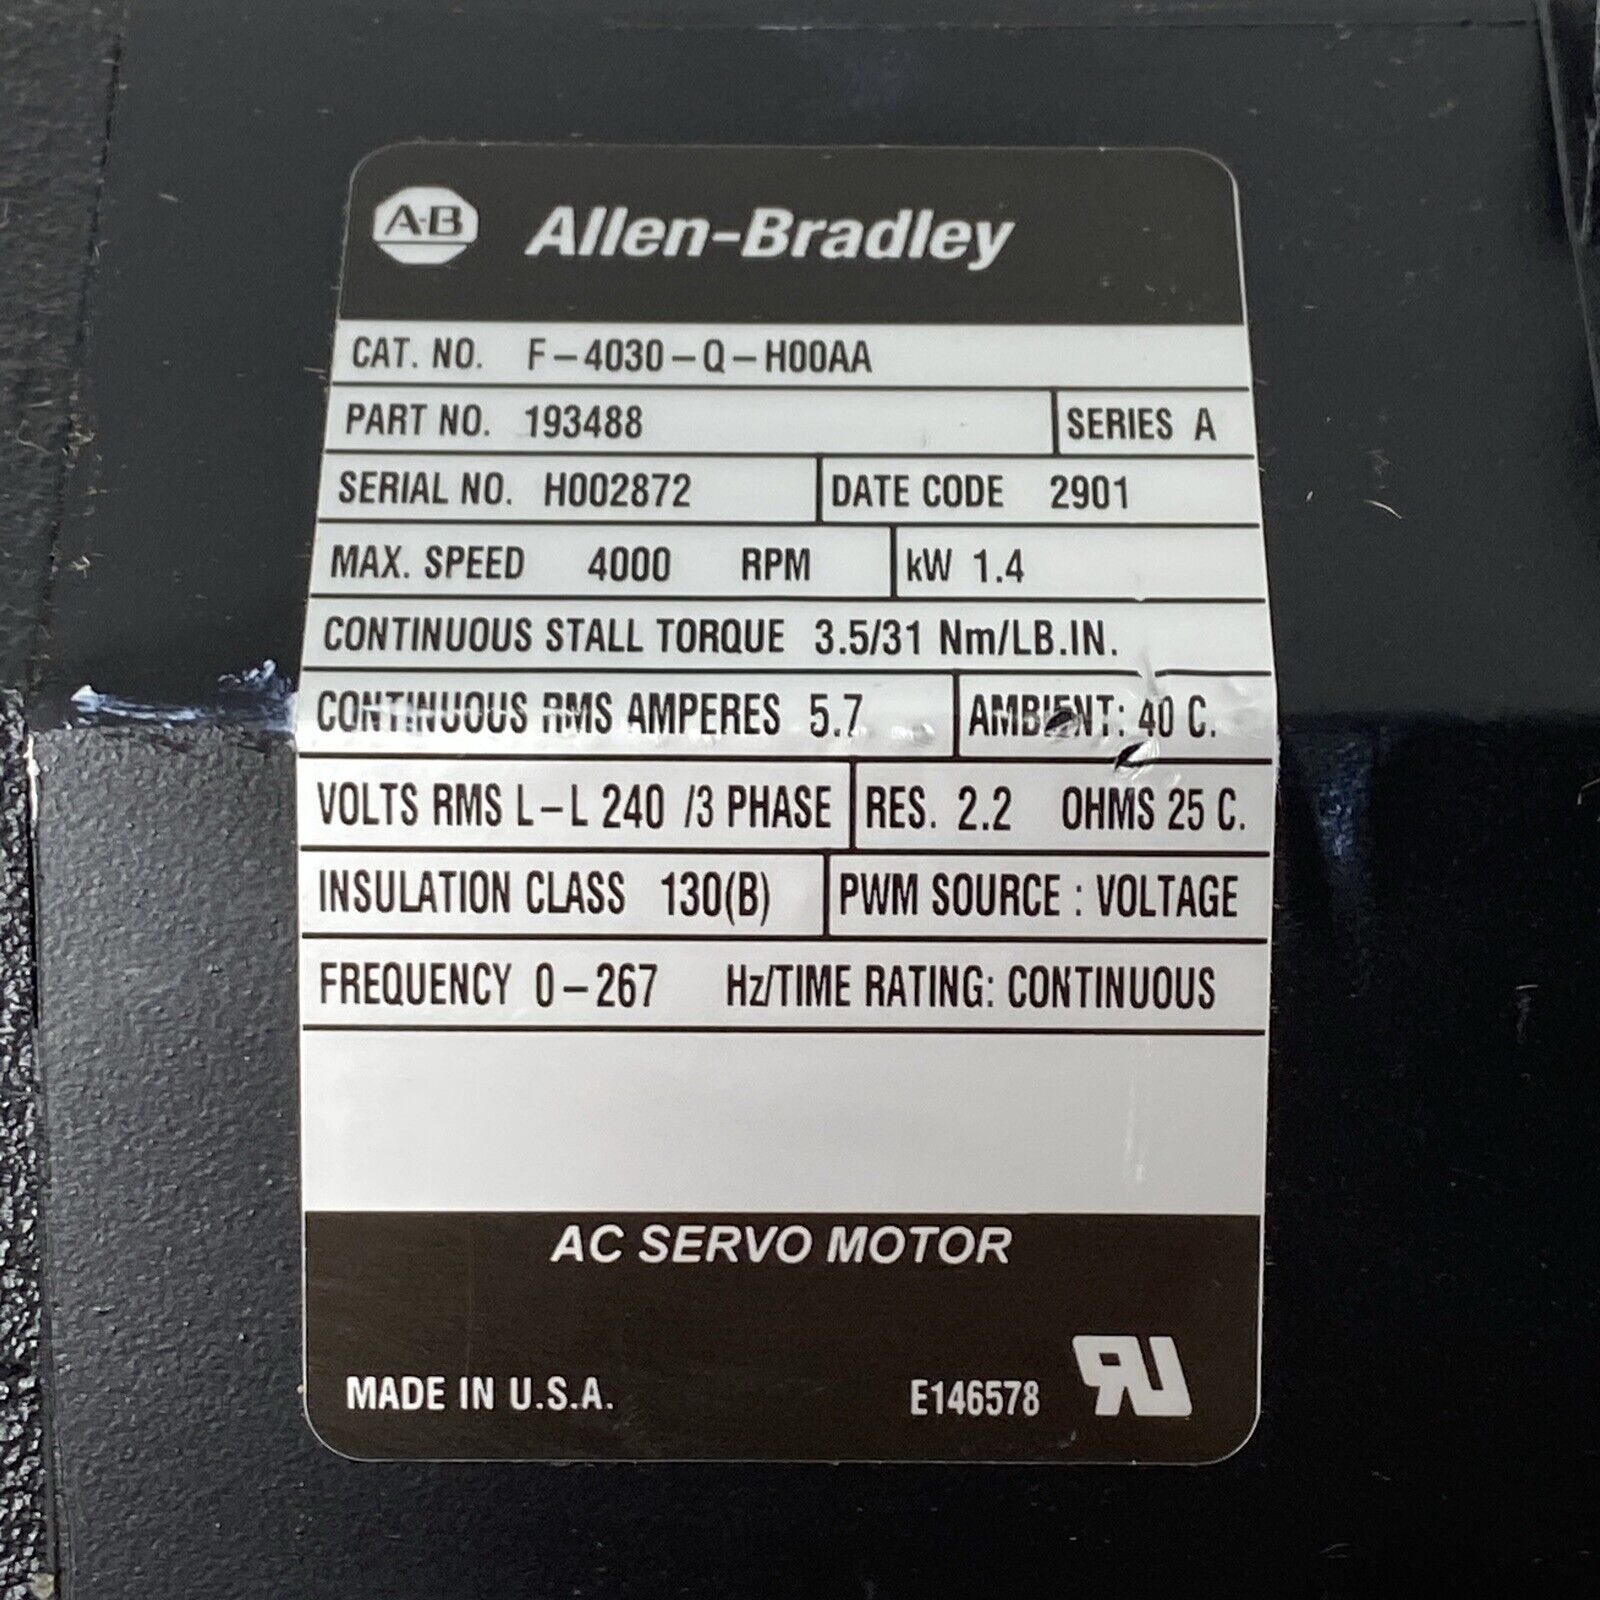 A-B Allen-Bradley
CAT. NO. F-4030-Q-H00AA
PART NO. 193488 SERIES A
SERIAL NO. H002872 DATE CODE 2901
MAX. SPEED 4000 RPM kW 1.4
CONTINUOUS STALL TORQUE 3.5/31 Nm/LB.IN.
CONTINUOUS RMS AMPERES 5.7 AMBIENT: 40 C.
VOLTS RMS L-L 240 /3 PHASE RES. 2.2 OHMS 25 C.
INSULATION CLASS 130(B) PWM SOURCE : VOLTAGE
FREQUENCY 0-267 Hz/TIME RATING: CONTINUOUS
AC SERVO MOTOR
MADE IN U.S.A. E146578 RU